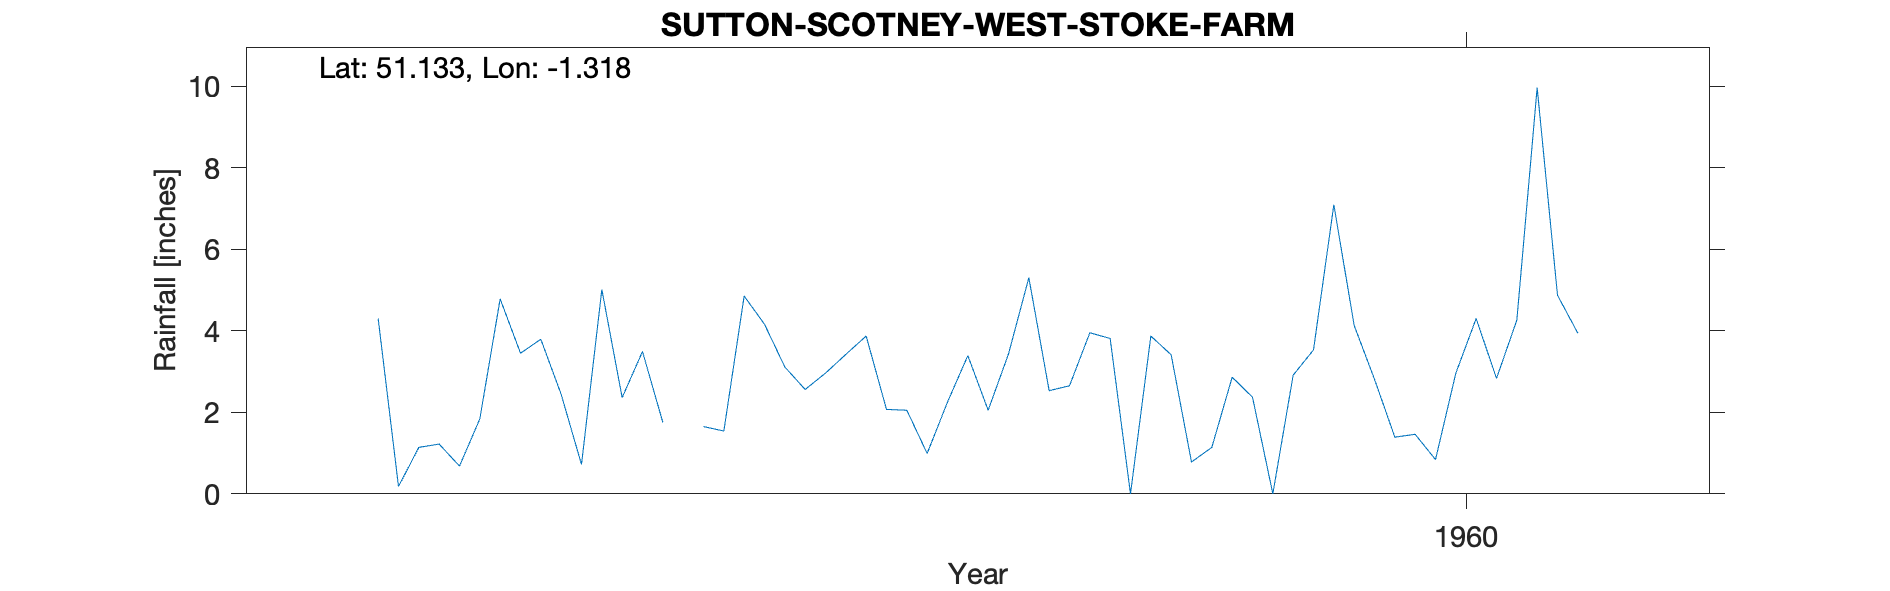 SUTTON-SCOTNEY-WEST-STOKE-FARM
Lat: 51.133, Lon: -1.318
10
8
6
4
2
0
Rainfall [inches]
1960
Year